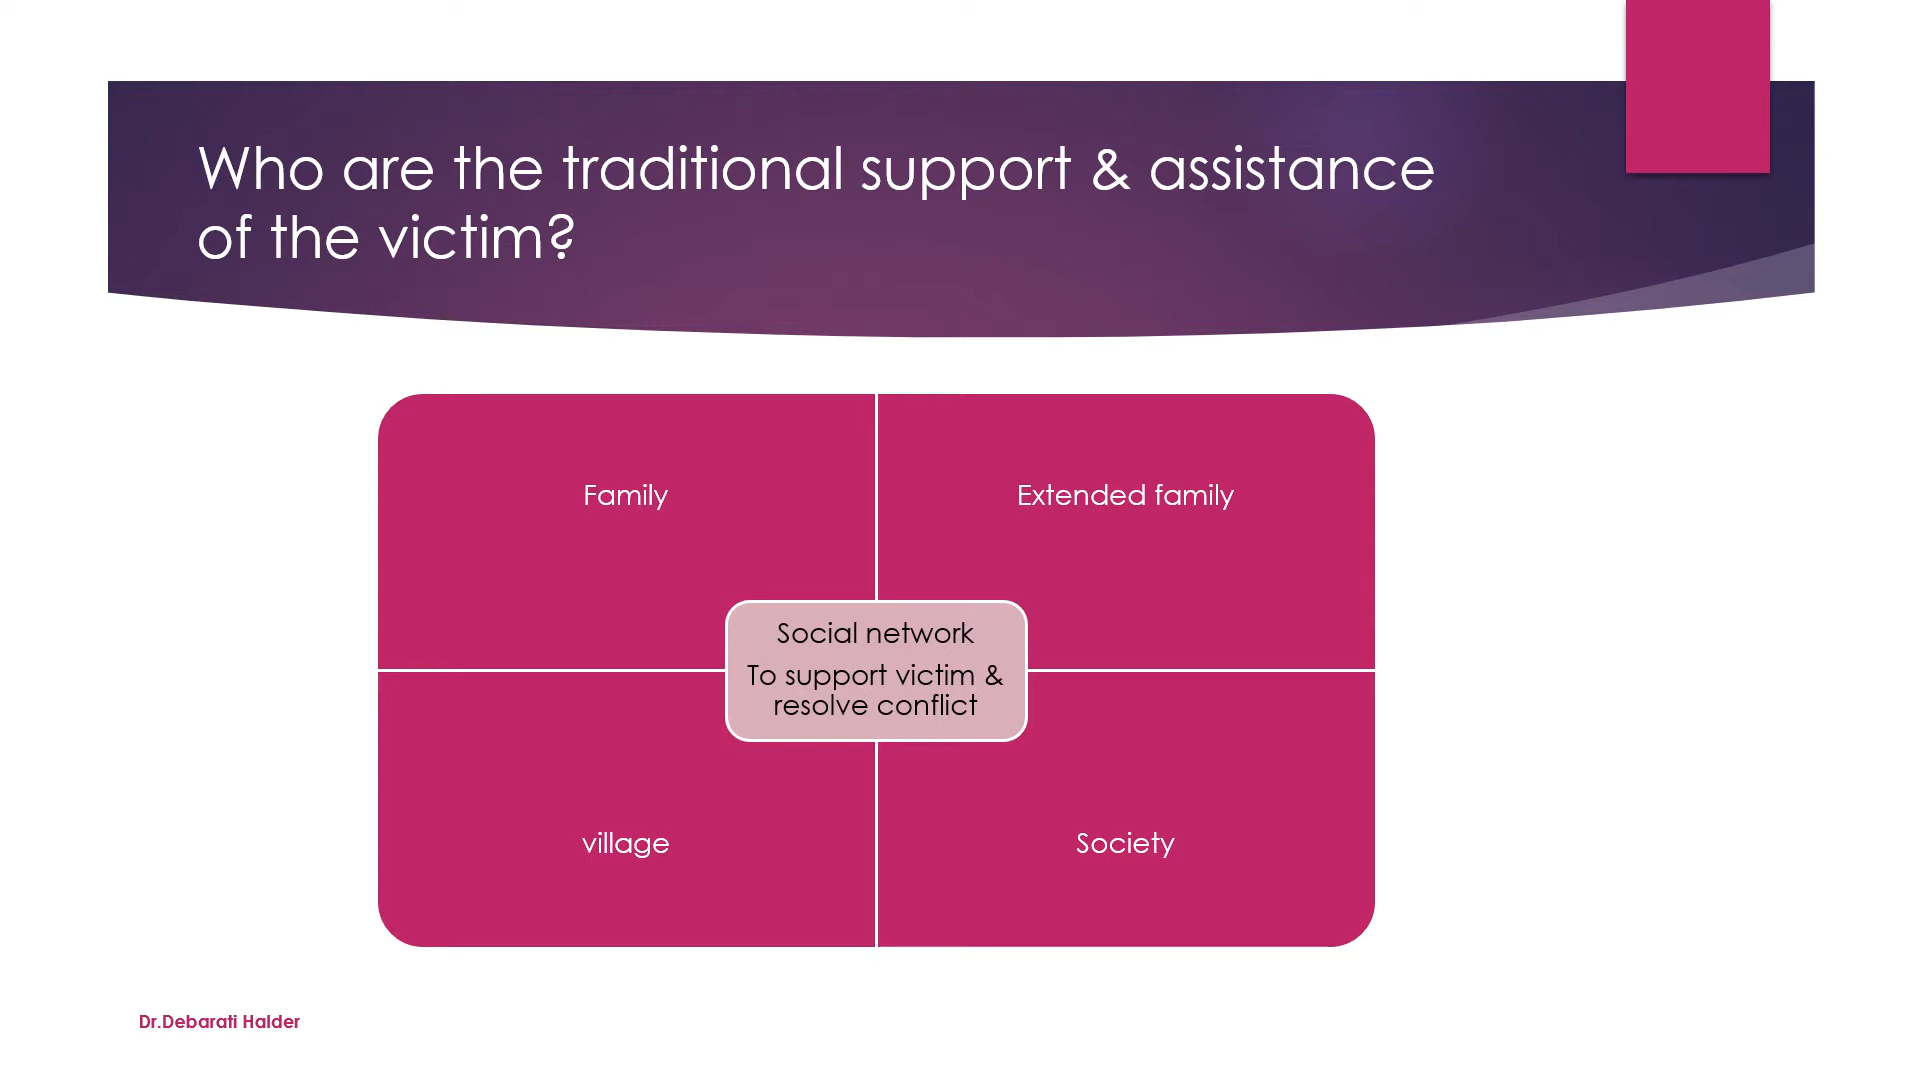 Who are the traditional support & assistance
of the victim?
Family
Extended family
Social network
To support victim &
resolve conflict
village
Society
Dr.Debarati Halder